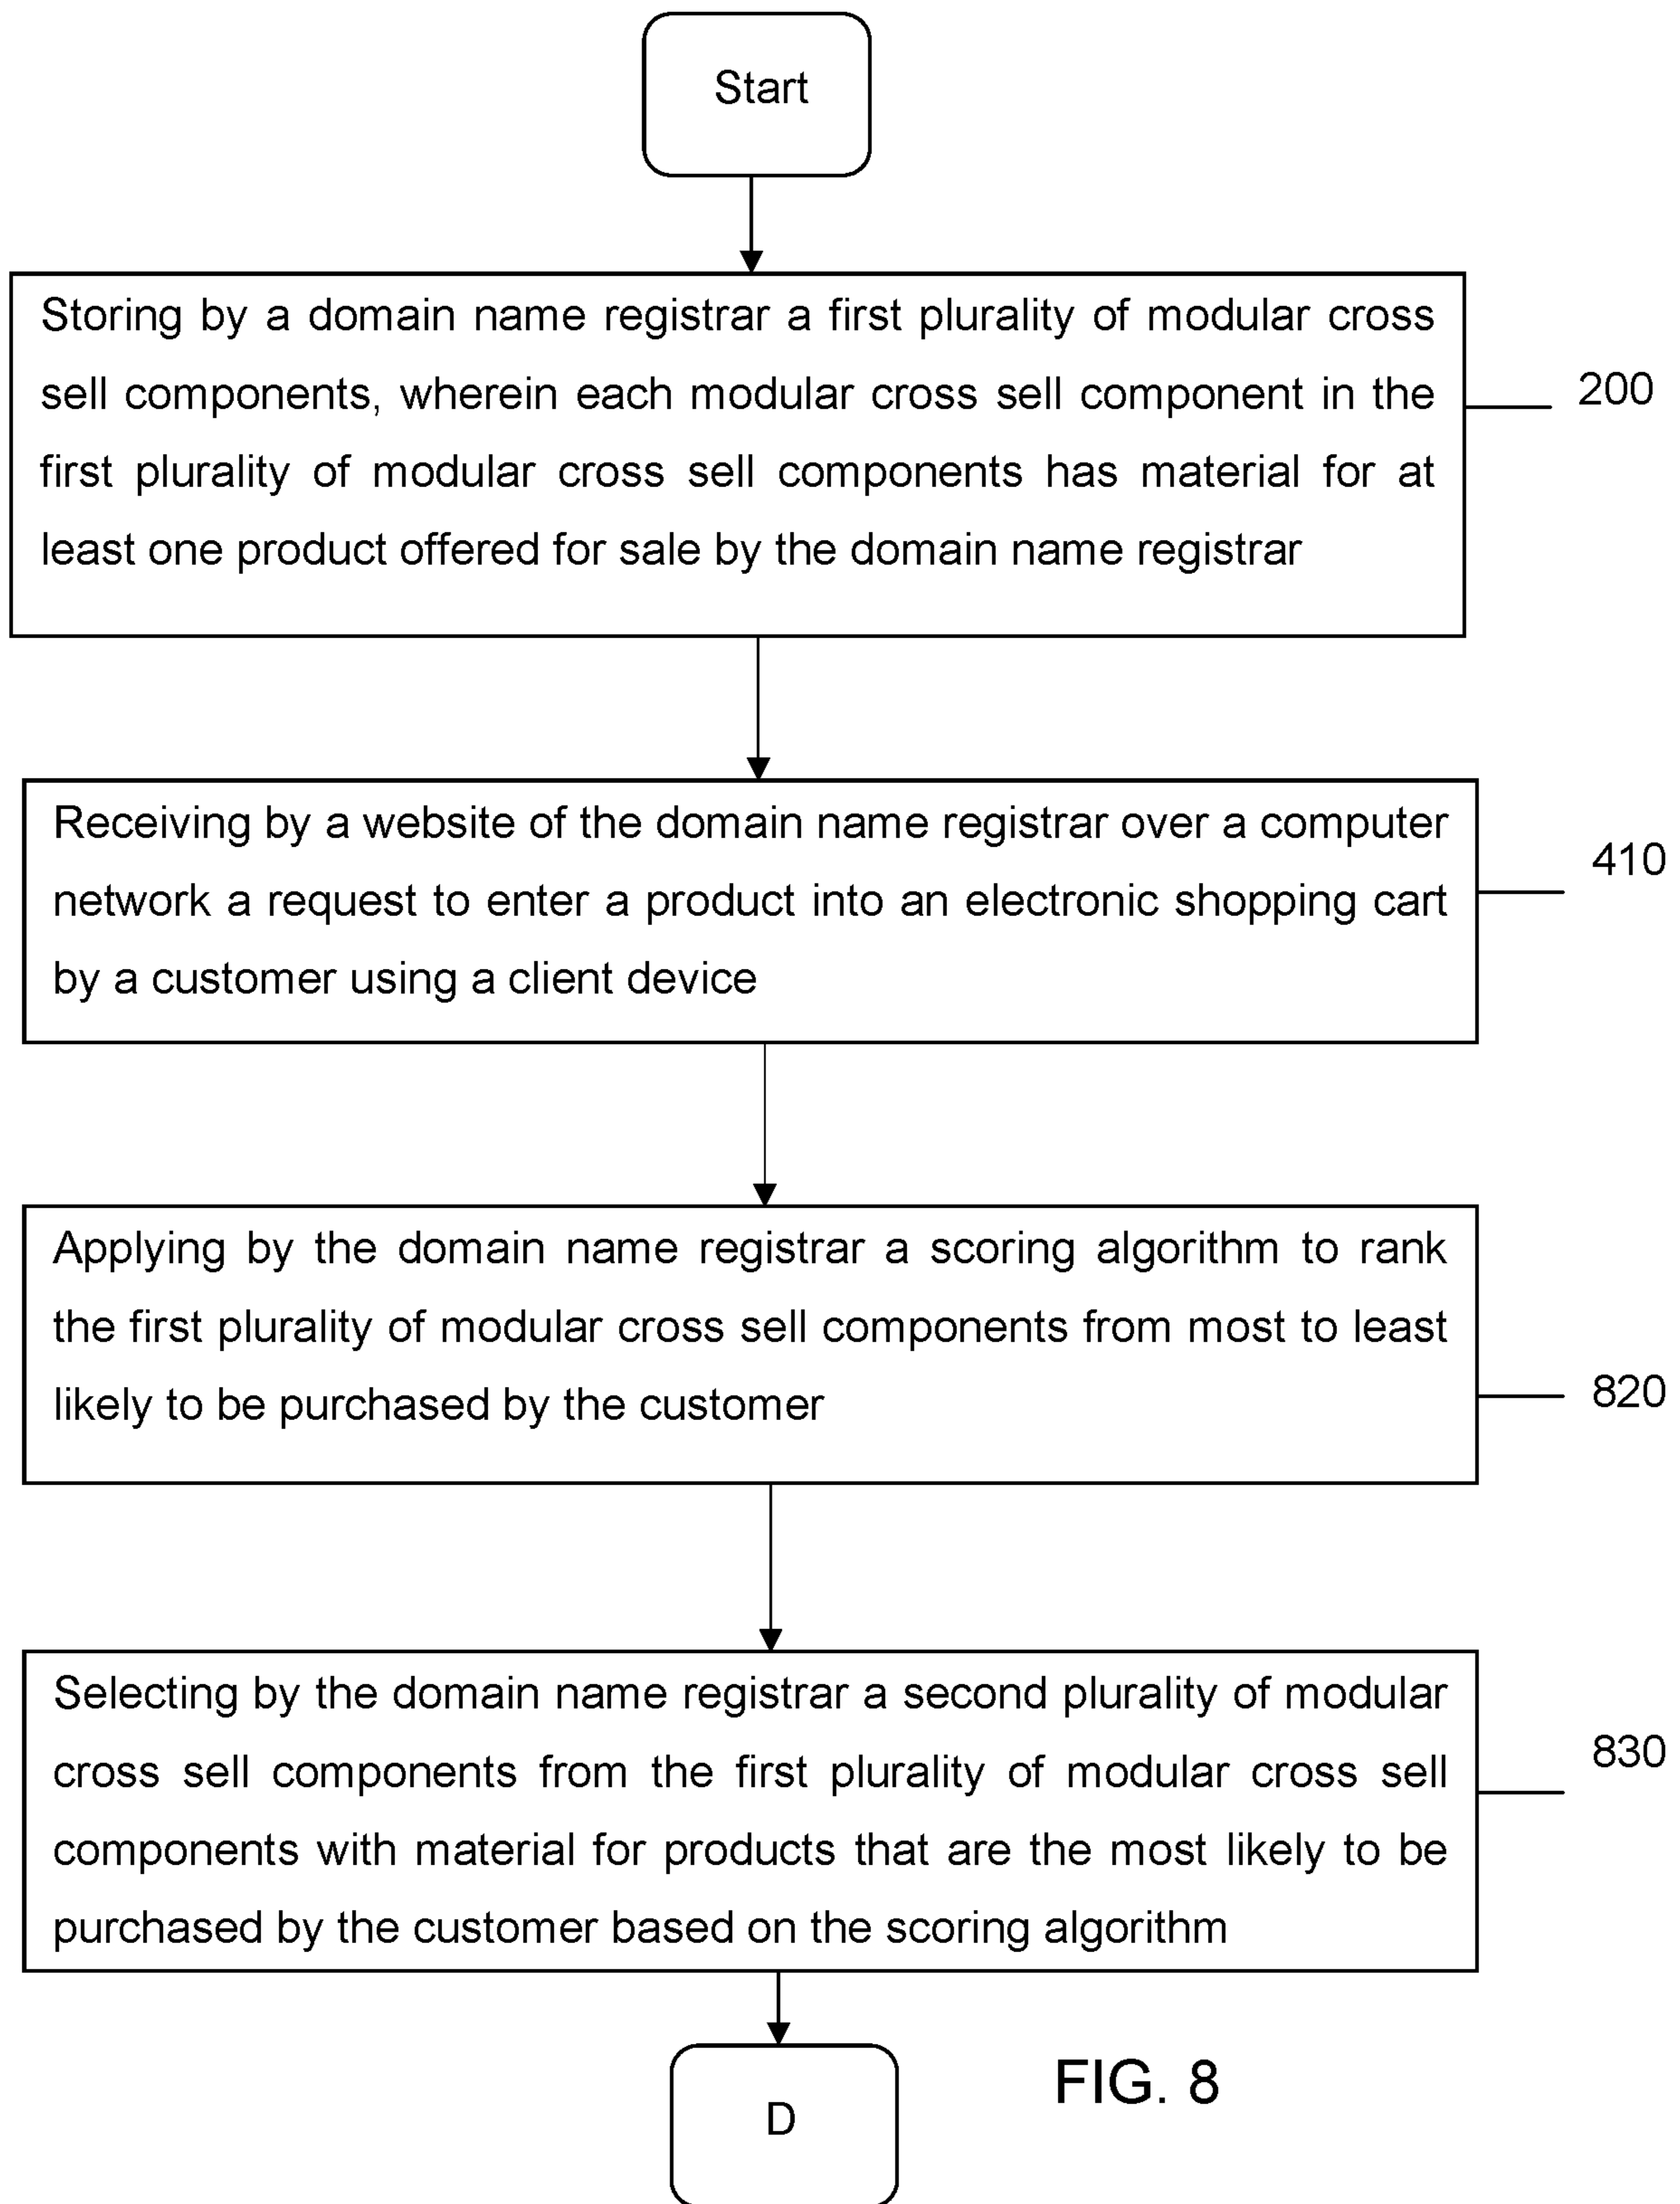 Start
Storing by a domain name registrar a first plurality of modular cross
sell components, wherein each modular cross sell component in the
first plurality of modular cross sell components has material for at
least one product offered for sale by the domain name registrar
200
Receiving by a website of the domain name registrar over a computer
network a request to enter a product into an electronic shopping cart
by a customer using a client device
410
Applying by the domain name registrar a scoring algorithm to rank
the first plurality of modular cross sell components from most to least
likely to be purchased by the customer
820
Selecting by the domain name registrar a second plurality of modular
cross sell components from the first plurality of modular cross sell
components with material for products that are the most likely to be
purchased by the customer based on the scoring algorithm
830
D
FIG. 8